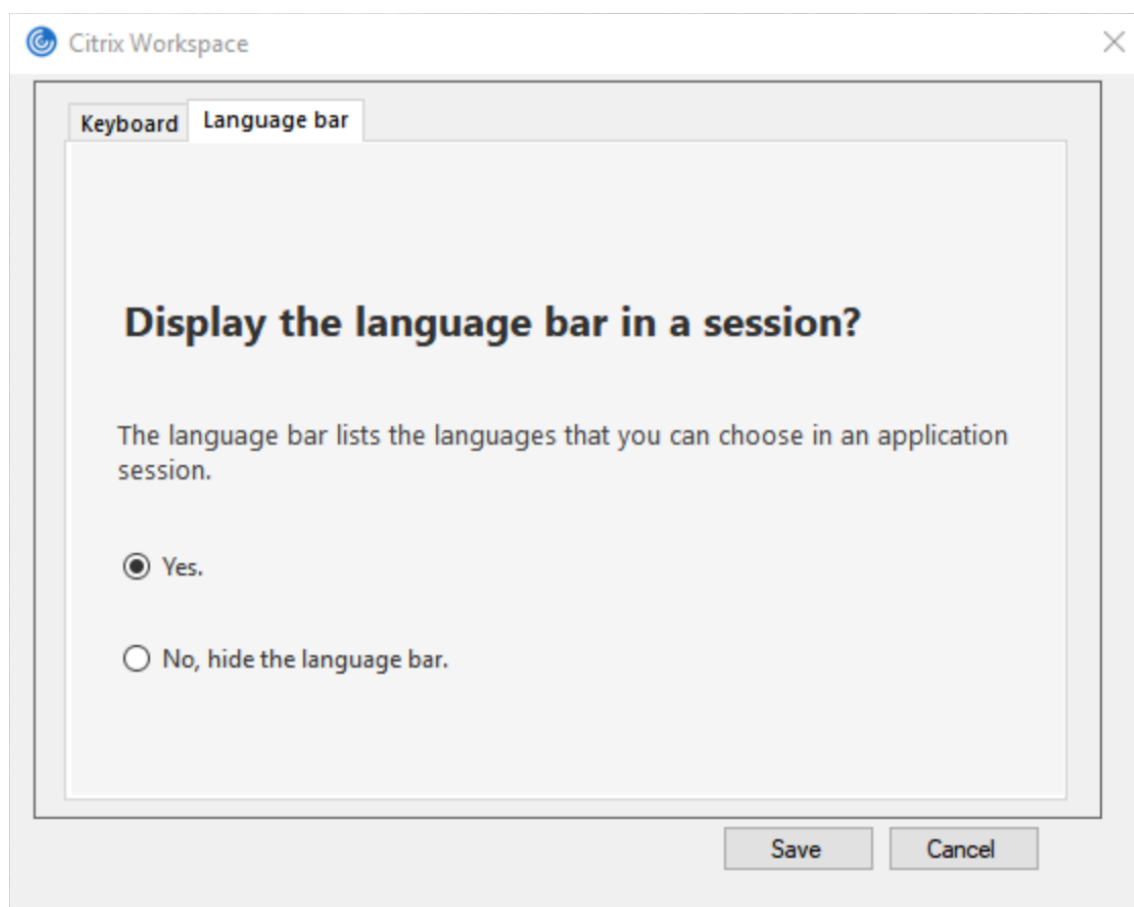 Citrix Workspace
Keyboard
Language bar
Display the language bar in a session?
The language bar lists the languages that you can choose in an application
session.
Yes.
No, hide the language bar.
Save
Cancel